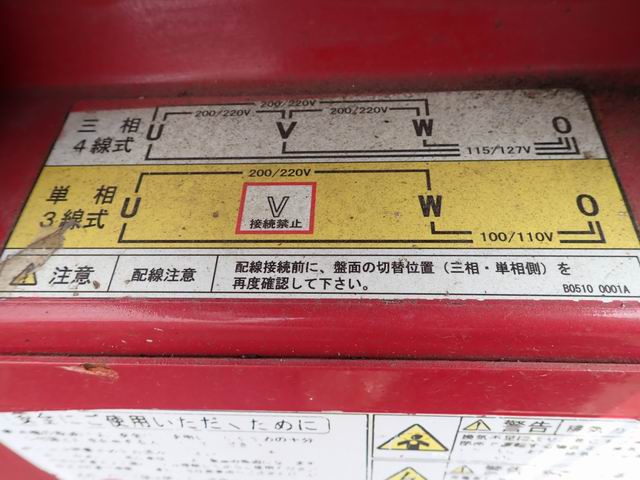 200/220V
200/220V 200/220V
三相 U V W O
4線式 115/127V
200/220V
単相 U V W O
3線式 接続禁止 100/110V
注意 配線注意 配線接続前に、盤面の切替位置（三相・単相側）を
再度確認して下さい。 B0510 0001A
安全にご使用いただくために
警告